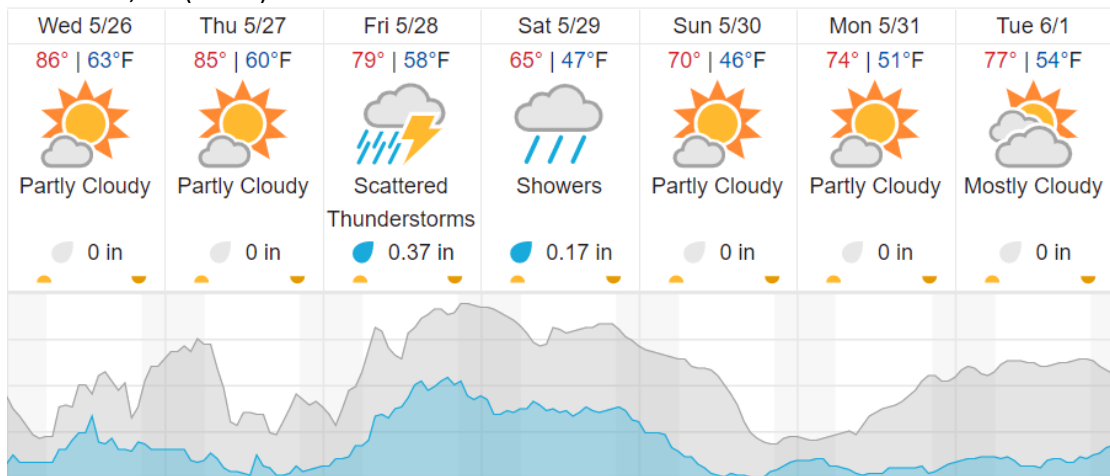 Wed 5/26 Thu 5/27 Fri 5/28 Sat 5/29 Sun 5/30 Mon 5/31 Tue 6/1
86° | 63°F 85° | 60°F 79° | 58°F 65° | 47°F 70° | 46°F 74° | 51°F 77° | 54°F
Partly Cloudy Partly Cloudy Scattered Showers Partly Cloudy Partly Cloudy Mostly Cloudy
Thunderstorms
0 in 0 in 0.37 in 0.17 in 0 in 0 in 0 in